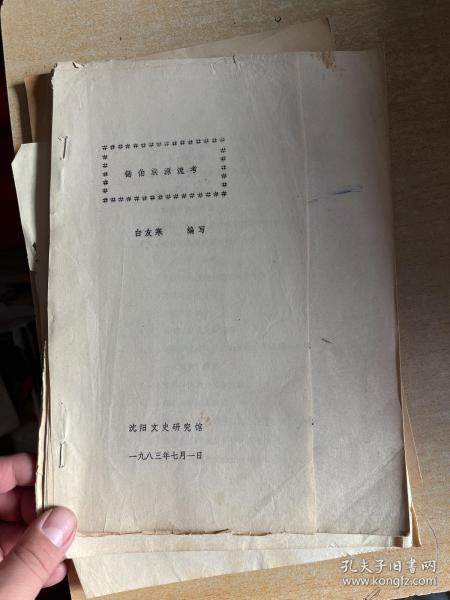 锡伯族源流考
白友寒 编写
沈阳文史研究馆
一九八三年七月一日
孔夫子旧书网
www.kongfz.com